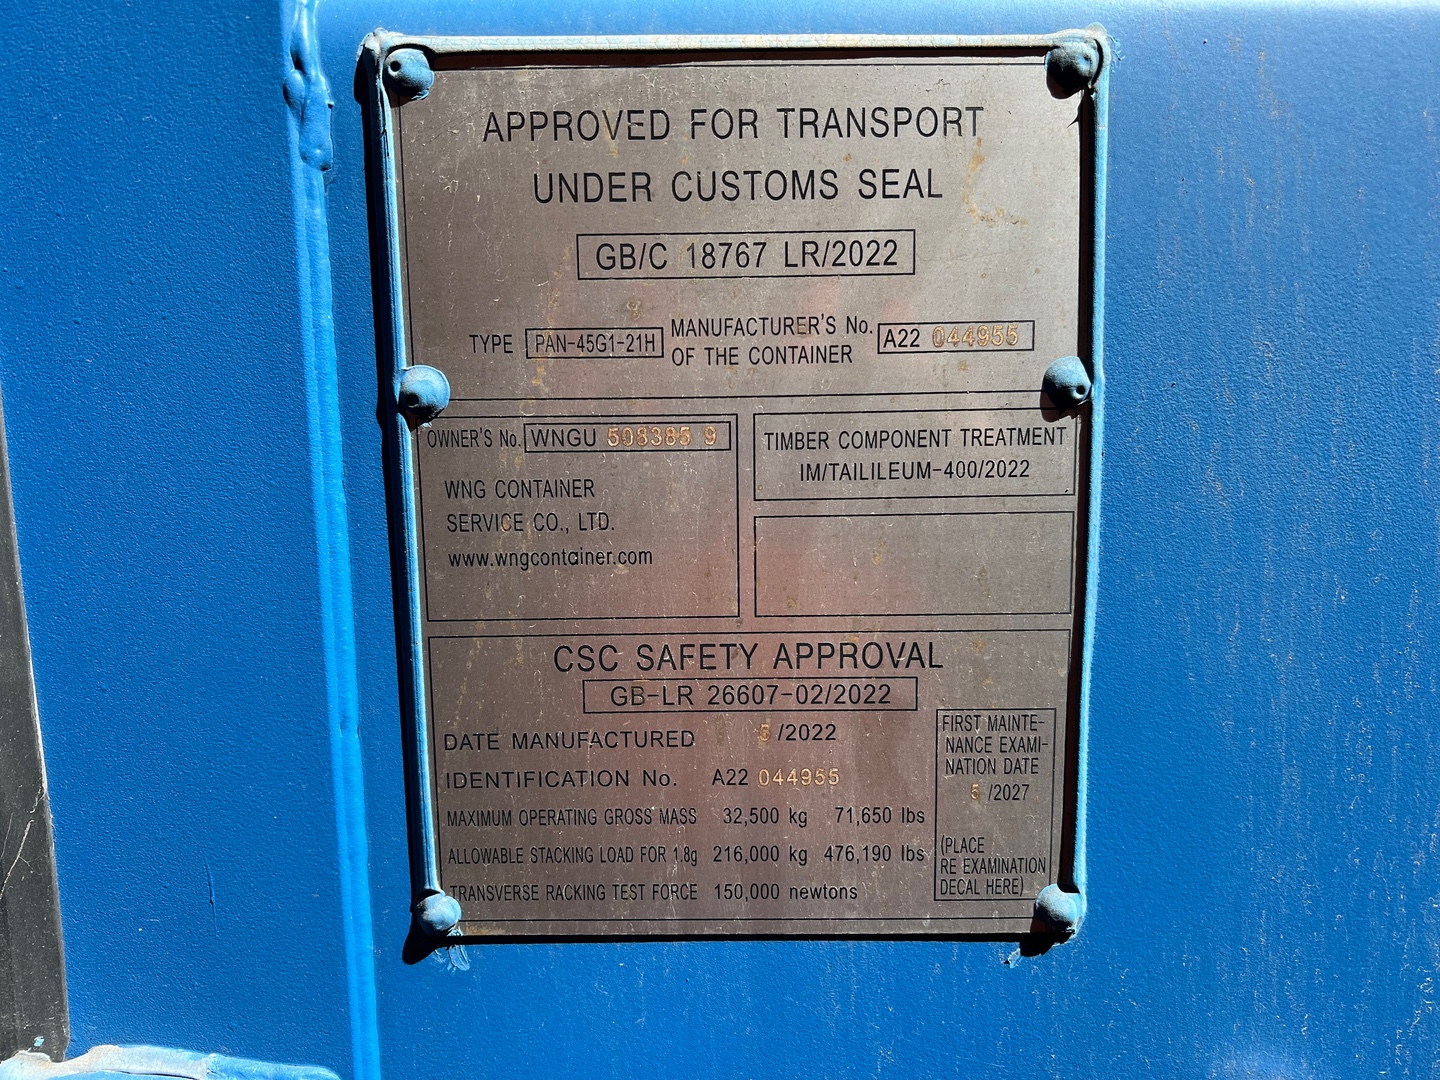 APPROVED FOR TRANSPORT
UNDER CUSTOMS SEAL
GB/C 18767 LR/2022
TYPE PAN-45G1-21H MANUFACTURER'S No. OF THE CONTAINER A22 044955
OWNER'S No. WNGU 508385 9
WNG CONTAINER
SERVICE CO., LTD.
www.wngcontainer.com
TIMBER COMPONENT TREATMENT
IM/TAILILEUM-400/2022
CSC SAFETY APPROVAL
GB-LR 26607-02/2022
DATE MANUFACTURED 5 /2022
IDENTIFICATION No. A22 044955
MAXIMUM OPERATING GROSS MASS 32,500 kg 71,650 lbs
ALLOWABLE STACKING LOAD FOR 1.8g 216,000 kg 476,190 lbs
TRANSVERSE RACKING TEST FORCE 150,000 newtons
FIRST MAINTE-
NANCE EXAMI-
NATION DATE
5 /2027
(PLACE
RE EXAMINATION
DECAL HERE)